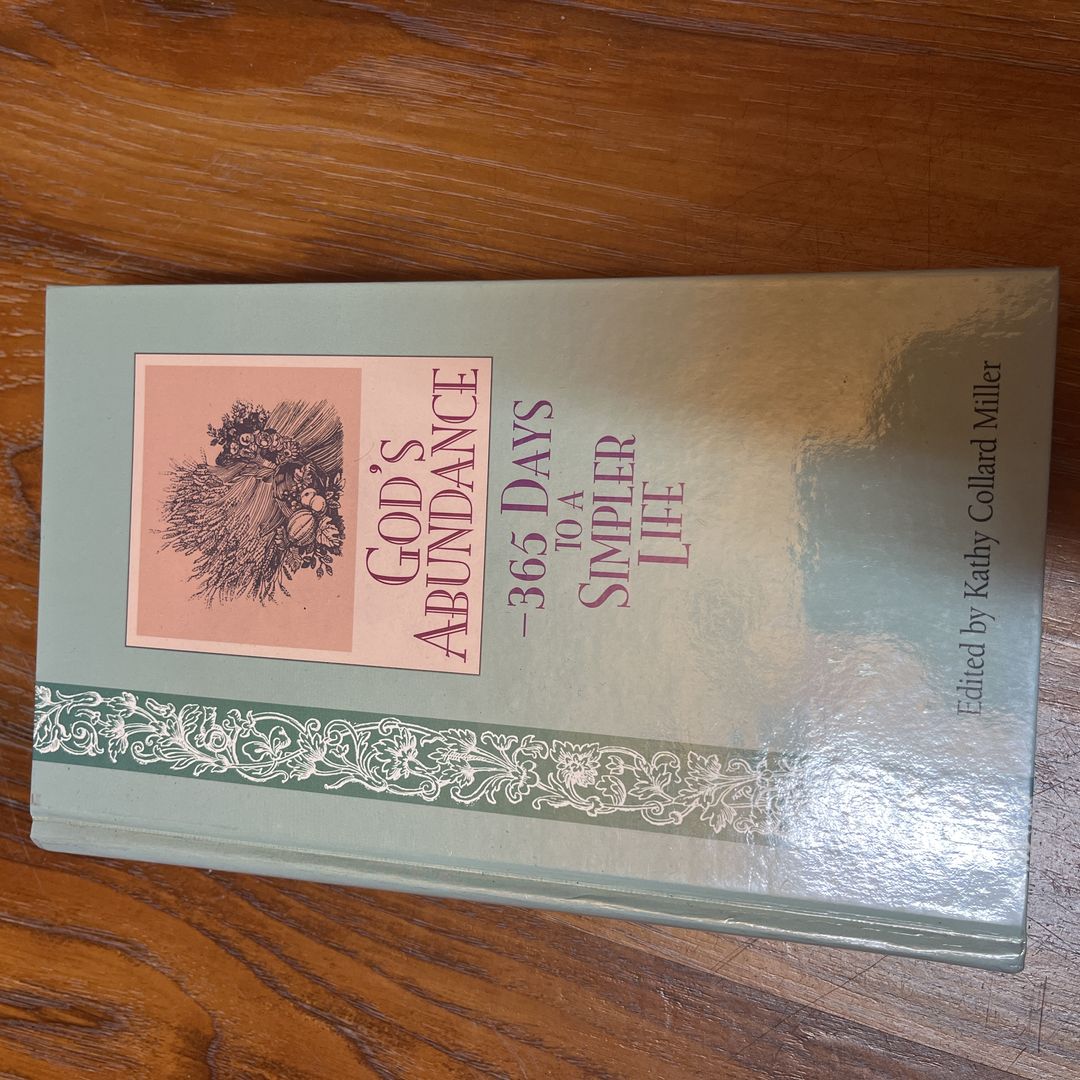 GOD'S
ABUNDANCE
–365 DAYS
TO A
SIMPLER
LIFE
Edited by Kathy Collard Miller